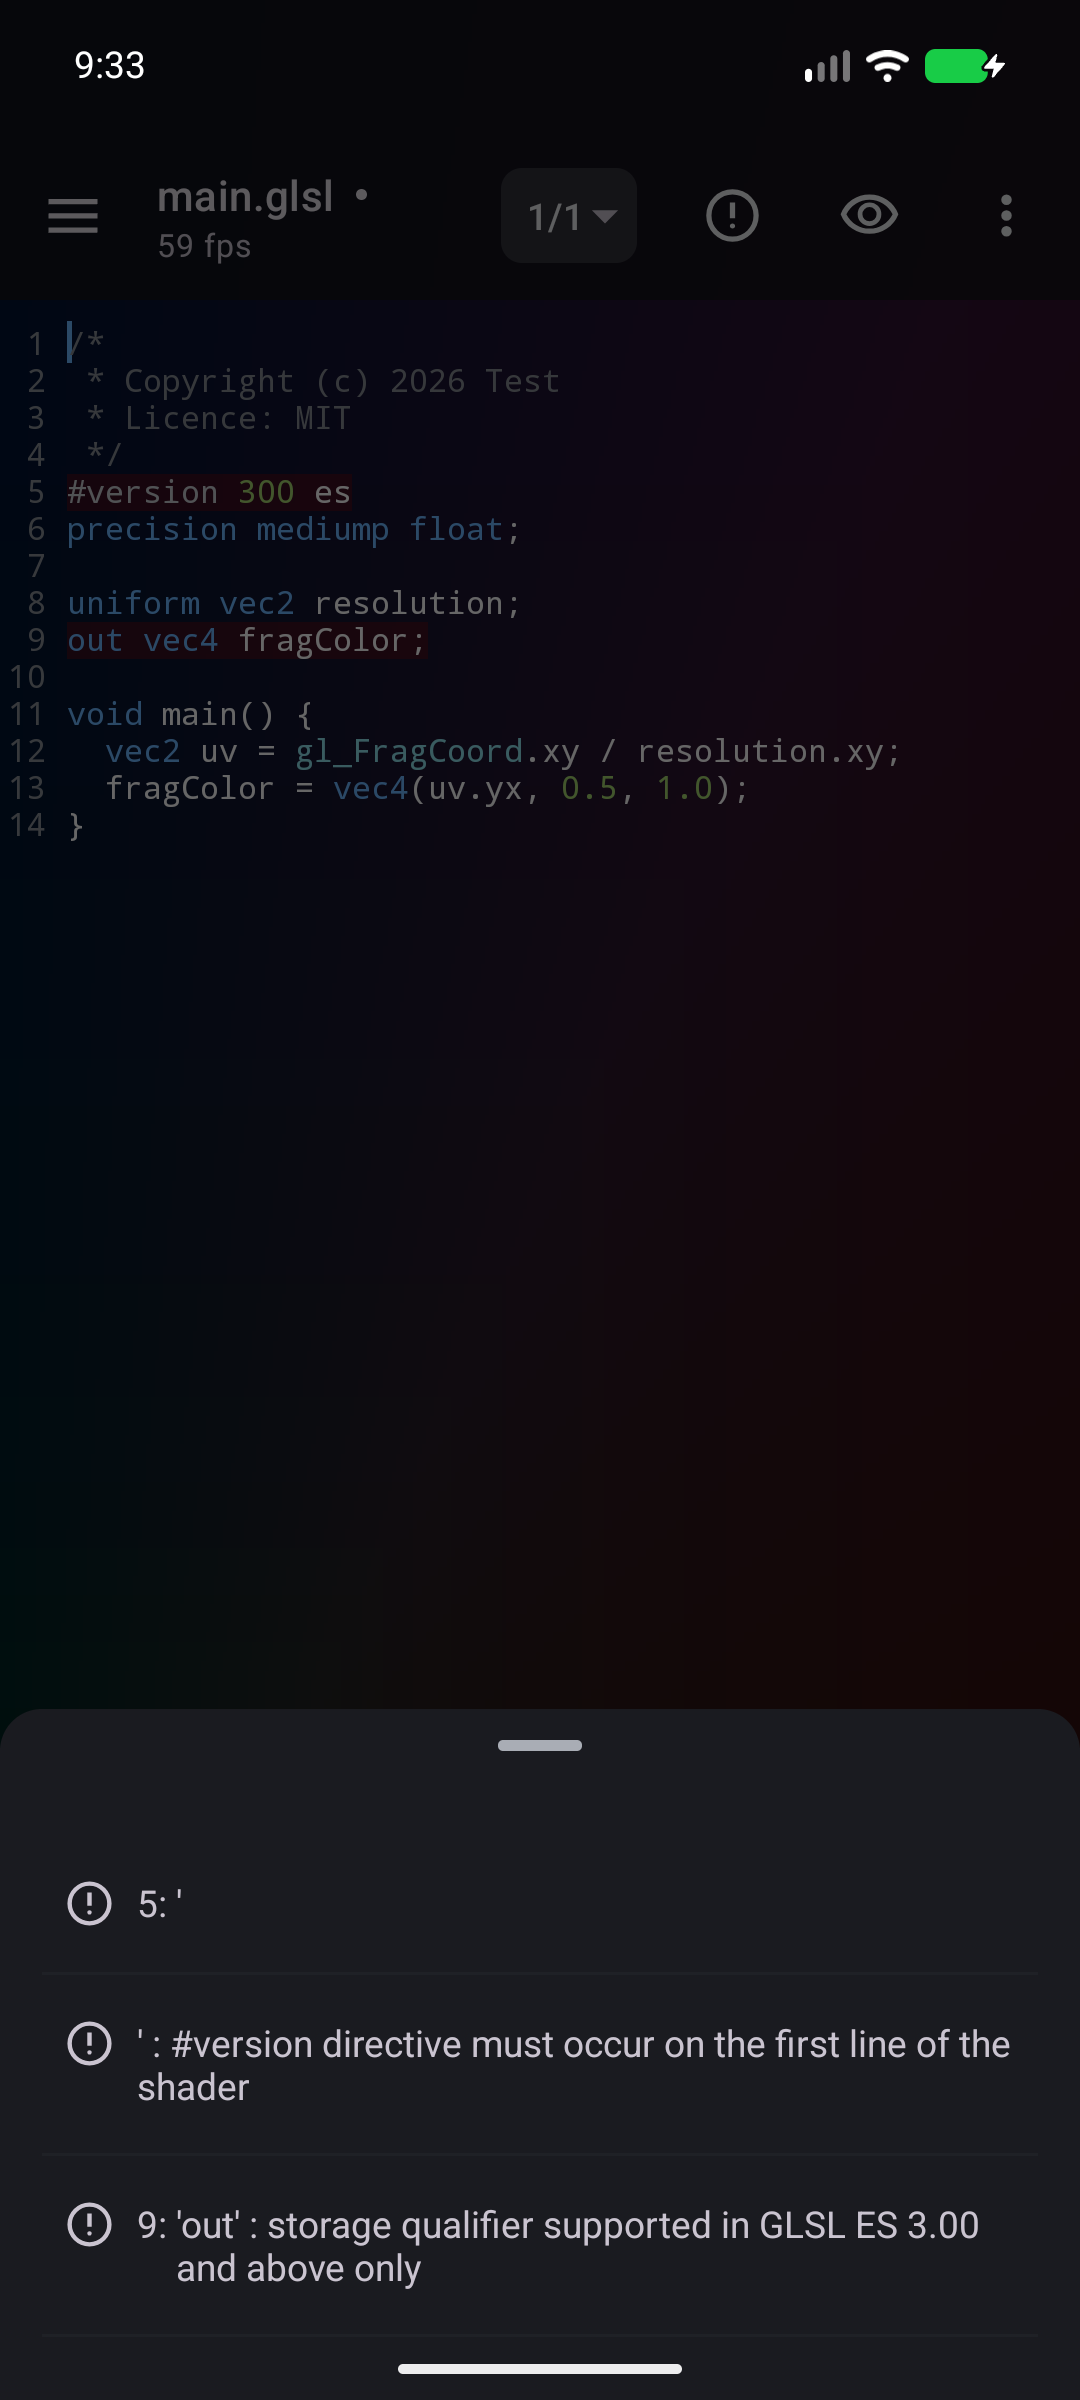 9:33
main.glsl •
59 fps
1/1
1 /*
2  * Copyright (c) 2026 Test
3  * Licence: MIT
4  */
5 #version 300 es
6 precision mediump float;
7
8 uniform vec2 resolution;
9 out vec4 fragColor;
10
11 void main() {
12   vec2 uv = gl_FragCoord.xy / resolution.xy;
13   fragColor = vec4(uv.yx, 0.5, 1.0);
14 }
5: '
' : #version directive must occur on the first line of the
shader
9: 'out' : storage qualifier supported in GLSL ES 3.00
and above only